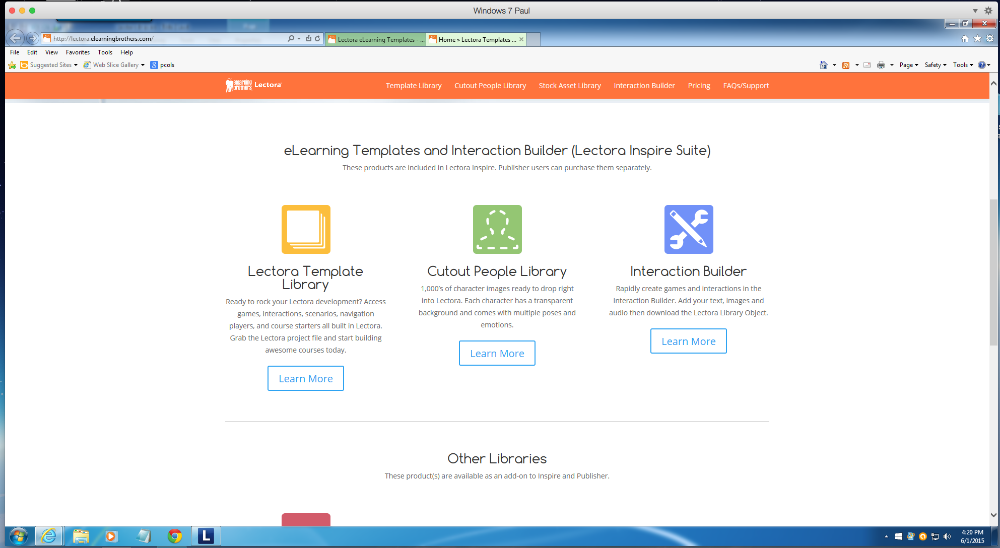 Windows 7 Paul
http://lectora.elearningbrothers.com/
Lectora eLearning Templates - ...
Home » Lectora Templates ...
File Edit View Favorites Tools Help
Suggested Sites Web Slice Gallery pcols
Page Safety Tools
eLearning brothers Lectora
Template Library Cutout People Library Stock Asset Library Interaction Builder Pricing FAQs/Support
eLearning Templates and Interaction Builder (Lectora Inspire Suite)
These products are included in Lectora Inspire. Publisher users can purchase them separately.
Lectora Template
Library
Ready to rock your Lectora development? Access
games, interactions, scenarios, navigation
players, and course starters all built in Lectora.
Grab the Lectora project file and start building
awesome courses today.
Learn More
Cutout People Library
1,000’s of character images ready to drop right
into Lectora. Each character has a transparent
background and comes with multiple poses and
emotions.
Learn More
Interaction Builder
Rapidly create games and interactions in the
Interaction Builder. Add your text, images and
audio then download the Lectora Library Object.
Learn More
Other Libraries
These product(s) are available as an add-on to Inspire and Publisher.
L
4:20 PM
6/1/2015